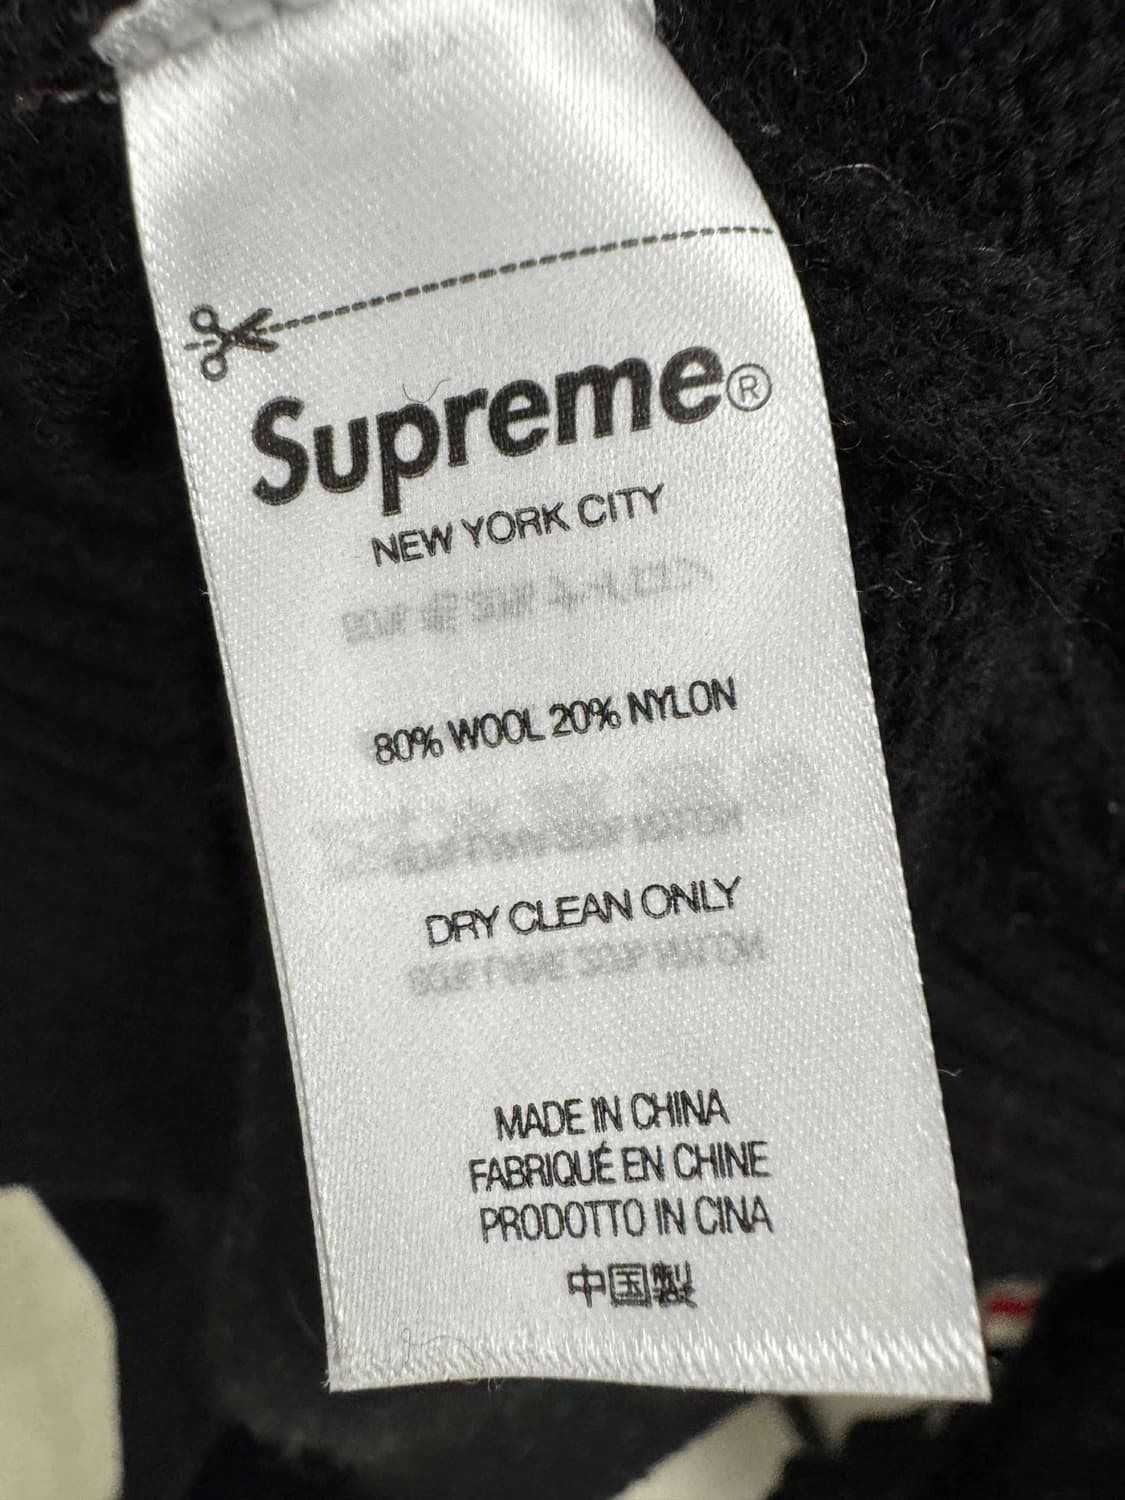 Supreme®
NEW YORK CITY
80% WOOL 20% NYLON
DRY CLEAN ONLY
MADE IN CHINA
FABRIQUÉ EN CHINE
PRODOTTO IN CINA
中国製